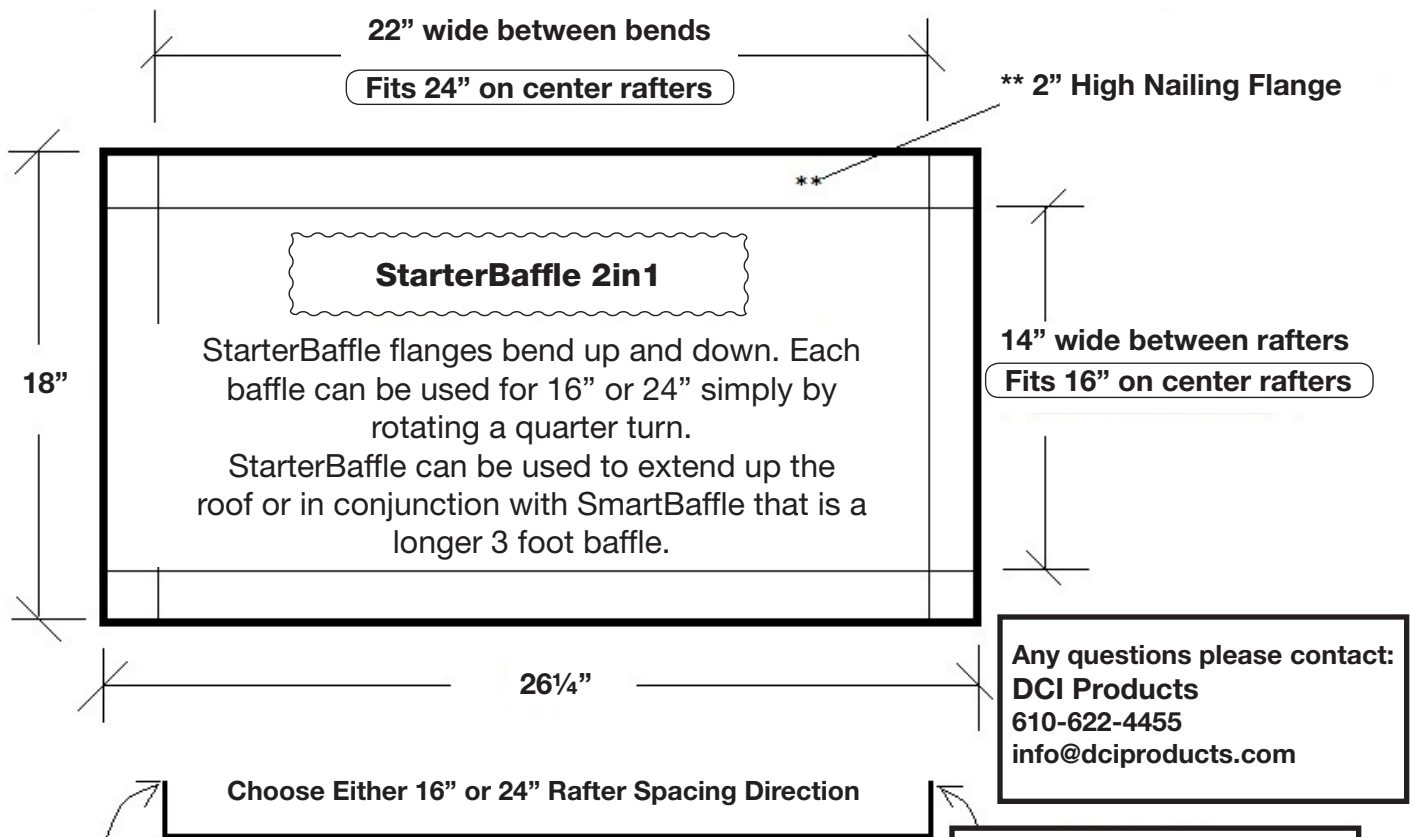 22” wide between bends
Fits 24” on center rafters
** 2” High Nailing Flange
**
StarterBaffle 2in1
StarterBaffle flanges bend up and down. Each
baffle can be used for 16” or 24” simply by
rotating a quarter turn.
StarterBaffle can be used to extend up the
roof or in conjunction with SmartBaffle that is a
longer 3 foot baffle.
18”
14” wide between rafters
Fits 16” on center rafters
26¼”
Any questions please contact:
DCI Products
610-622-4455
info@dciproducts.com
Choose Either 16” or 24” Rafter Spacing Direction